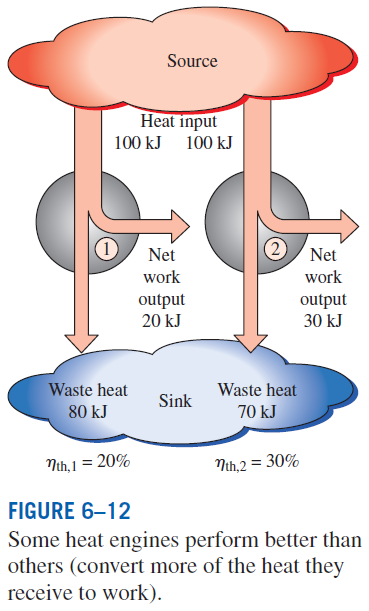 Source
Heat input
100 kJ 100 kJ
1
2
Net
work
output
20 kJ
Net
work
output
30 kJ
Waste heat
80 kJ
Sink
Waste heat
70 kJ
ηth,1 = 20%
ηth,2 = 30%
FIGURE 6–12
Some heat engines perform better than
others (convert more of the heat they
receive to work).